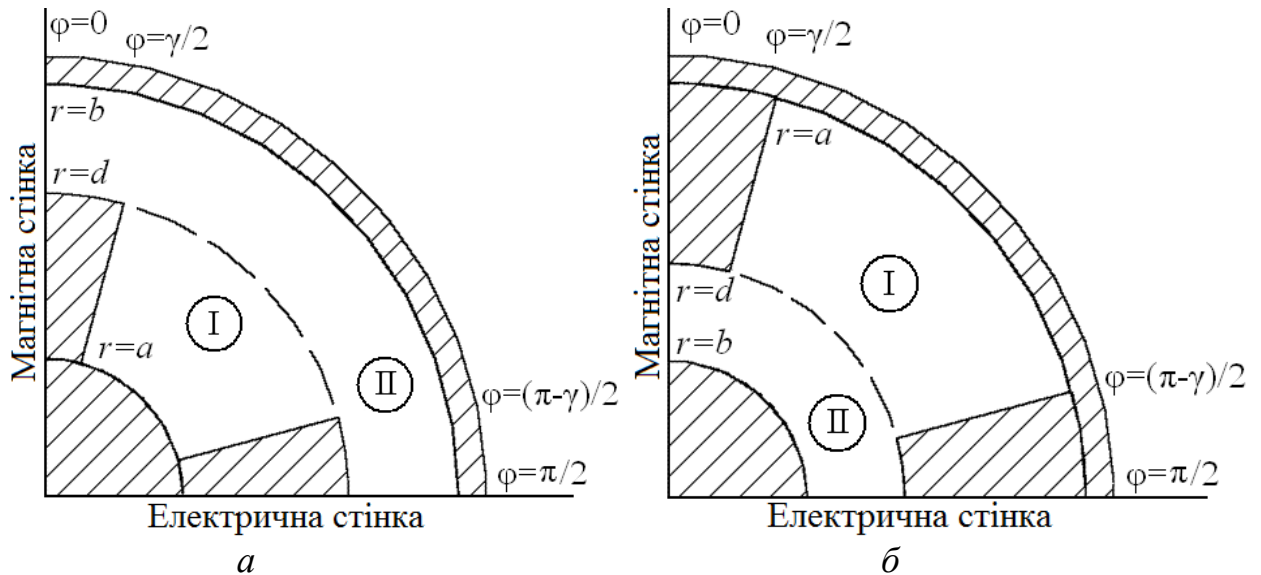 φ=0
φ=γ/2
r=b
r=d
r=a
I
II
φ=(π-γ)/2
φ=π/2
Магнітна стінка
Електрична стінка
а
φ=0
φ=γ/2
r=a
r=d
r=b
I
II
φ=(π-γ)/2
φ=π/2
Магнітна стінка
Електрична стінка
б